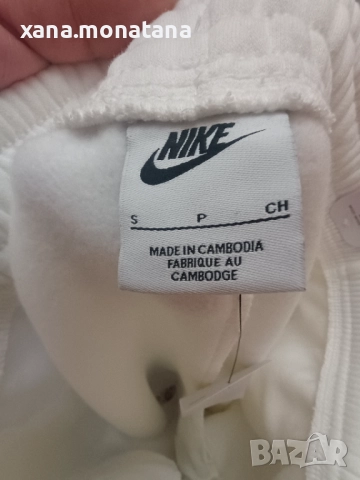 xana.monatana
NIKE
S P CH
MADE IN CAMBODIA
FABRIQUE AU
CAMBODGE
BAZAR